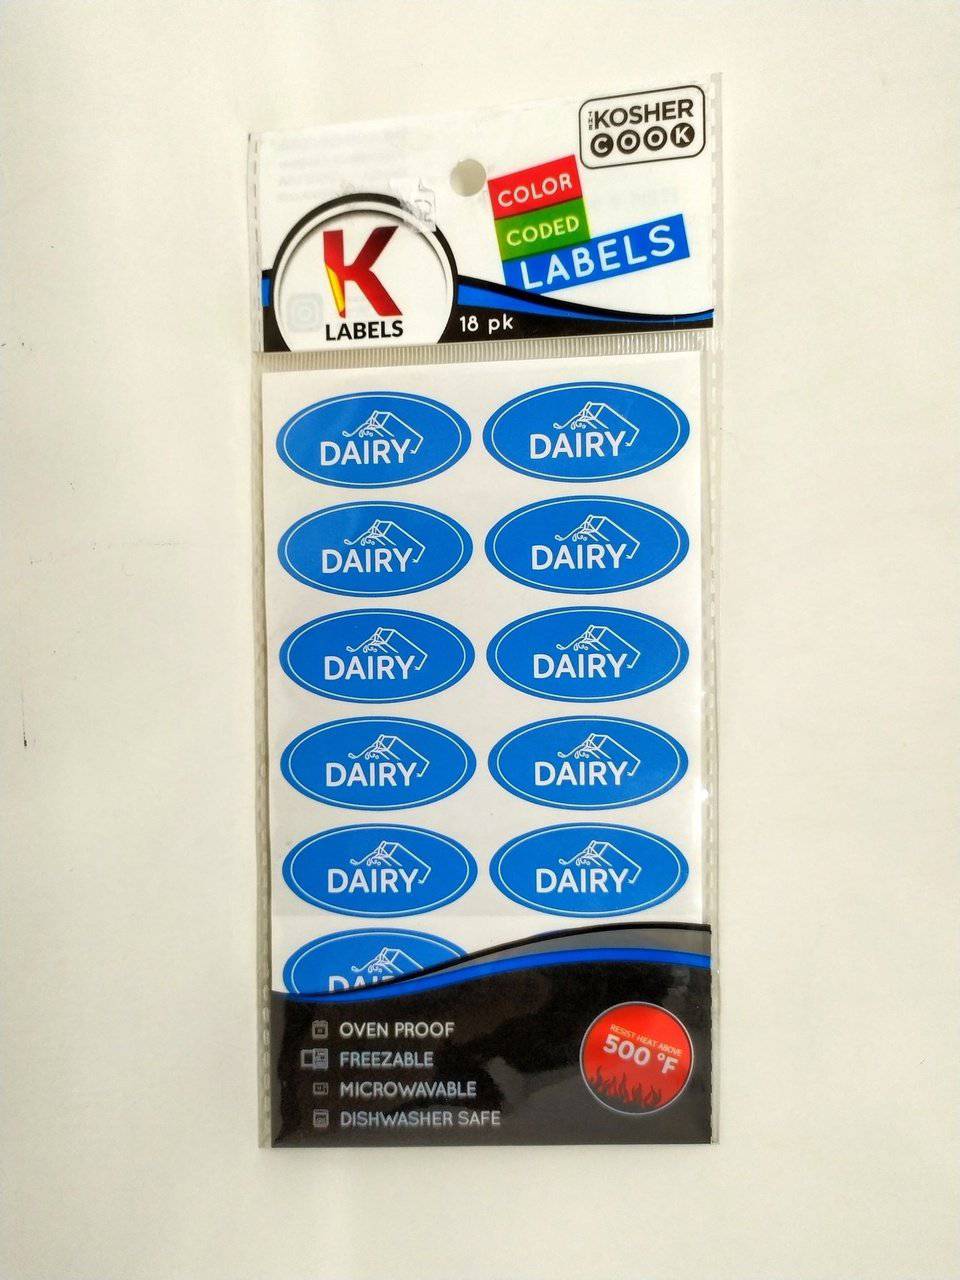 THE KOSHER
COOK
COLOR
CODED
LABELS
K
LABELS
18 pk
DAIRY DAIRY
DAIRY DAIRY
DAIRY DAIRY
DAIRY DAIRY
DAIRY DAIRY
DAIRY
OVEN PROOF
FREEZABLE
MICROWAVABLE
DISHWASHER SAFE
RESIST HEAT ABOVE
500 °F